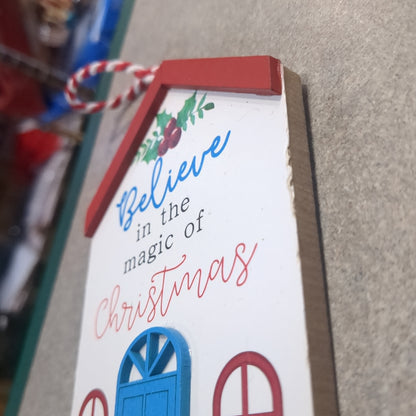 Believe
in the
magic of
Christmas